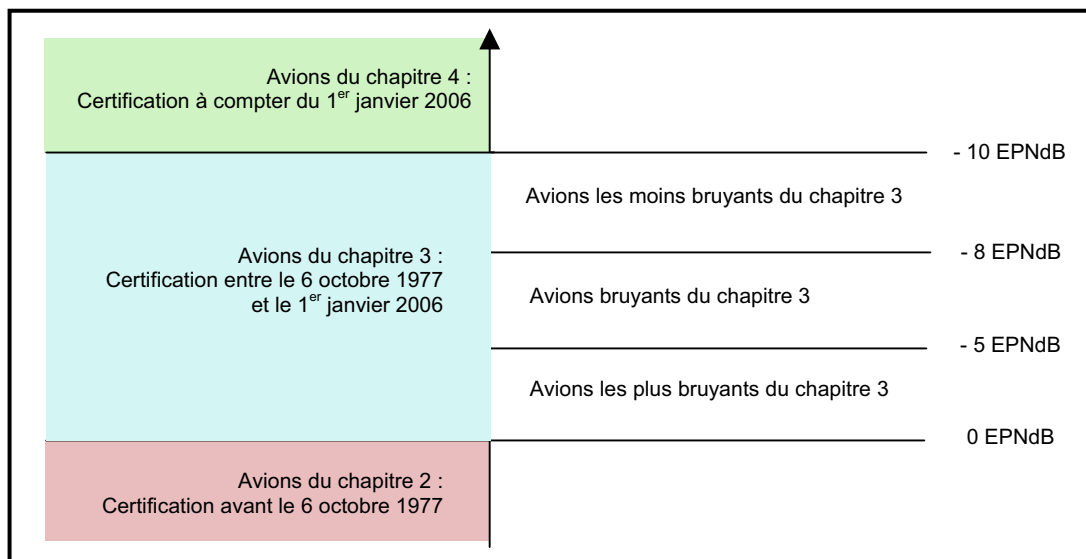 Avions du chapitre 4 :
Certification à compter du 1er janvier 2006
- 10 EPNdB
Avions les moins bruyants du chapitre 3
Avions du chapitre 3 :
Certification entre le 6 octobre 1977
et le 1er janvier 2006
- 8 EPNdB
Avions bruyants du chapitre 3
- 5 EPNdB
Avions les plus bruyants du chapitre 3
0 EPNdB
Avions du chapitre 2 :
Certification avant le 6 octobre 1977